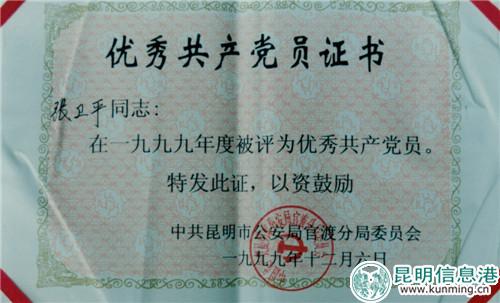 优秀共产党员证书
张卫平同志:
在一九九九年度被评为优秀共产党员。
特发此证，以资鼓励
中共昆明市公安局官渡分局委员会
一九九九年十二月六日
昆明信息港
www.kunming.cn